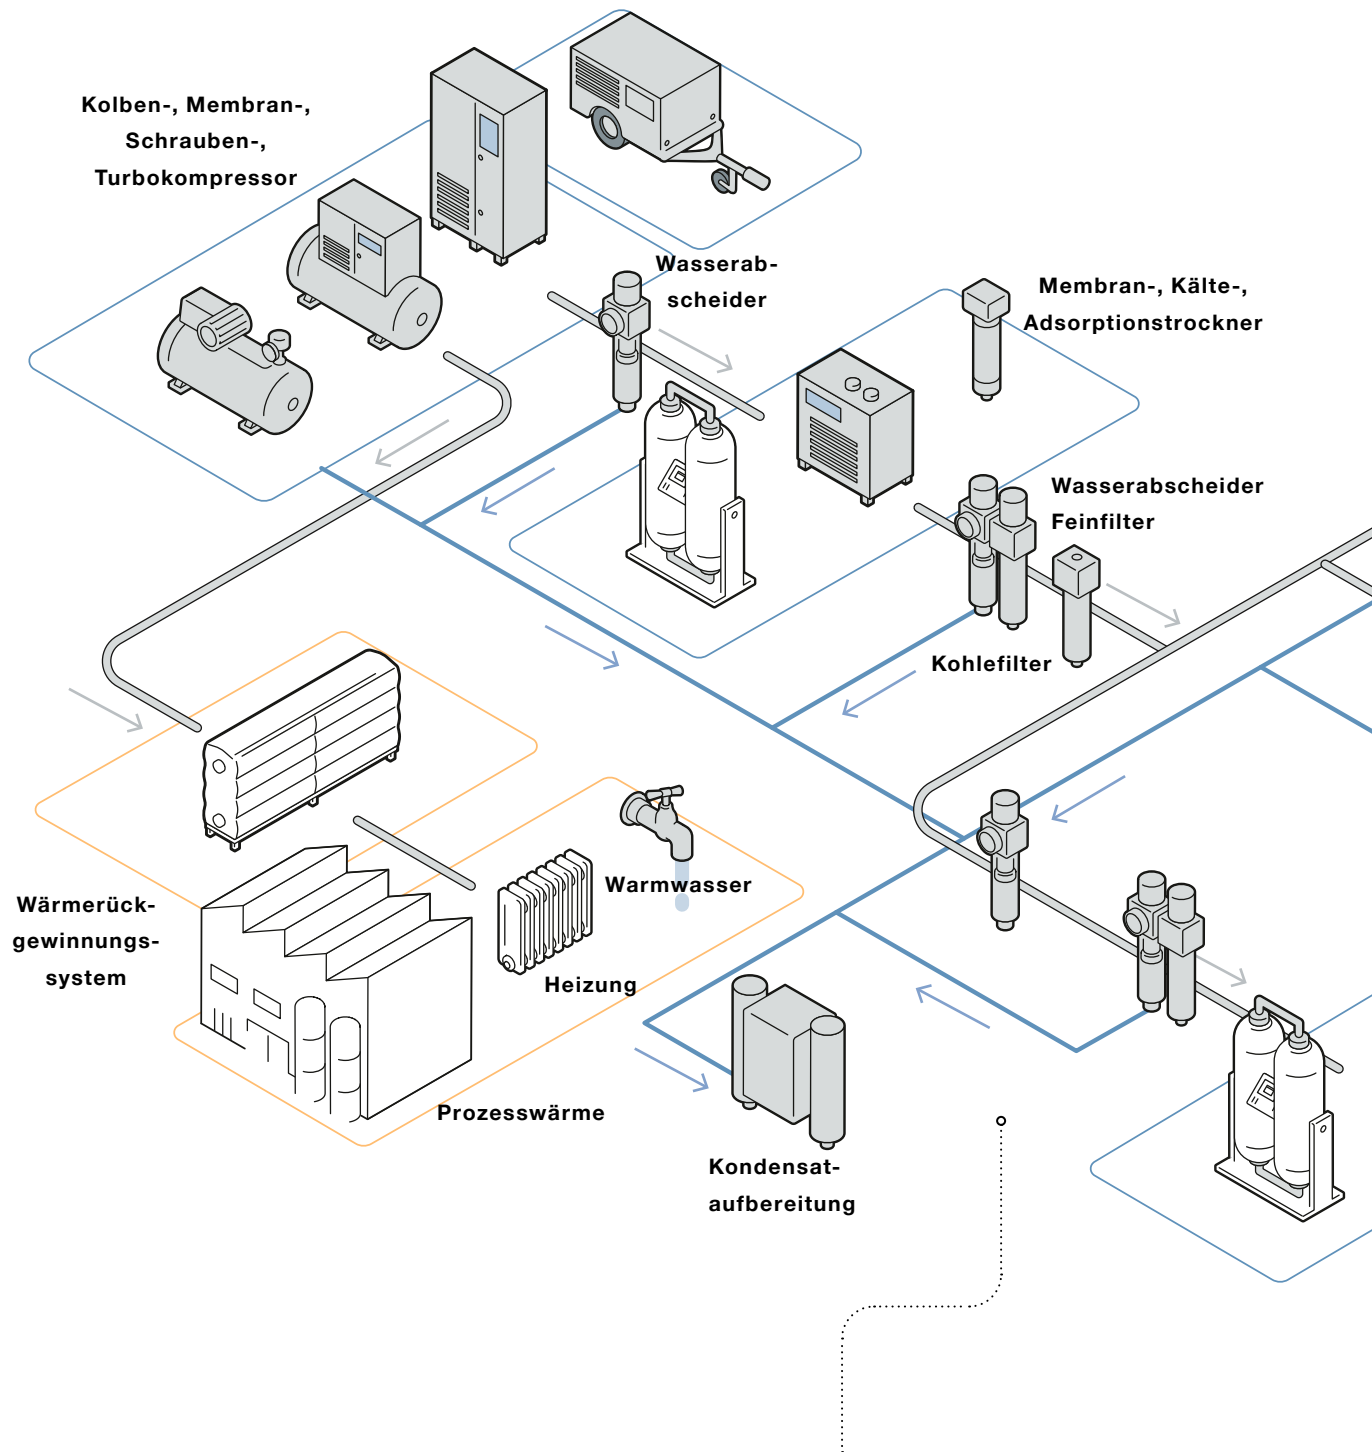 Kolben-, Membran-,
Schrauben-,
Turbokompressor
Wasserab-
scheider
Membran-, Kälte-,
Adsorptionstrockner
Wasserabscheider
Feinfilter
Kohlefilter
Warmwasser
Wärmerück-
gewinnungs-
system
Heizung
Prozesswärme
Kondensat-
aufbereitung